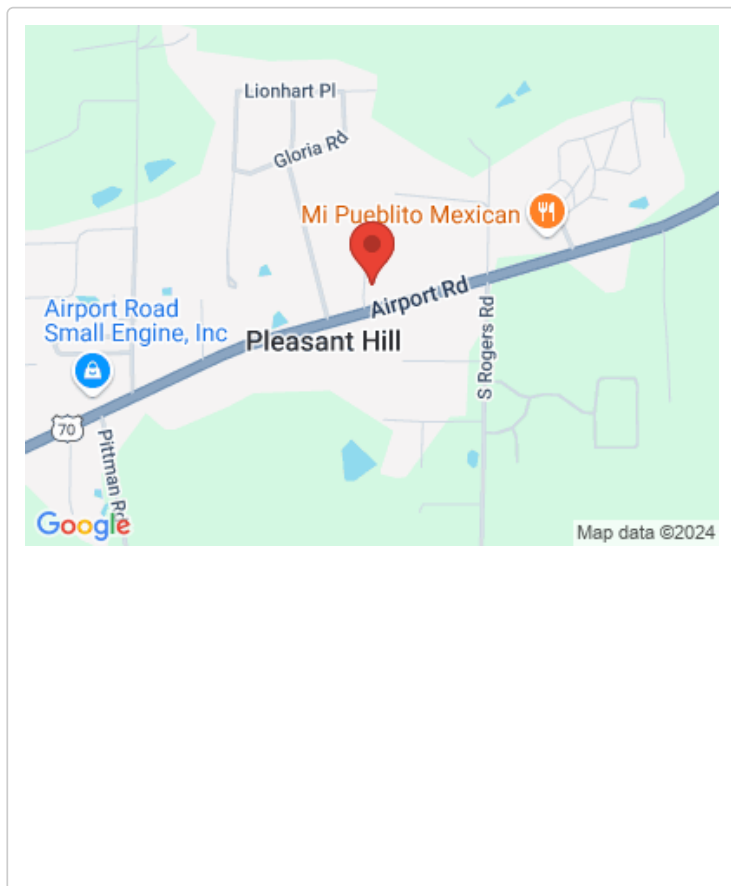 Lionhart Pl
Gloria Rd
Mi Pueblito Mexican
Airport Rd
Airport Road
Small Engine, Inc
Pleasant Hill
S Rogers Rd
70
Pittman Rd
Google
Map data ©2024